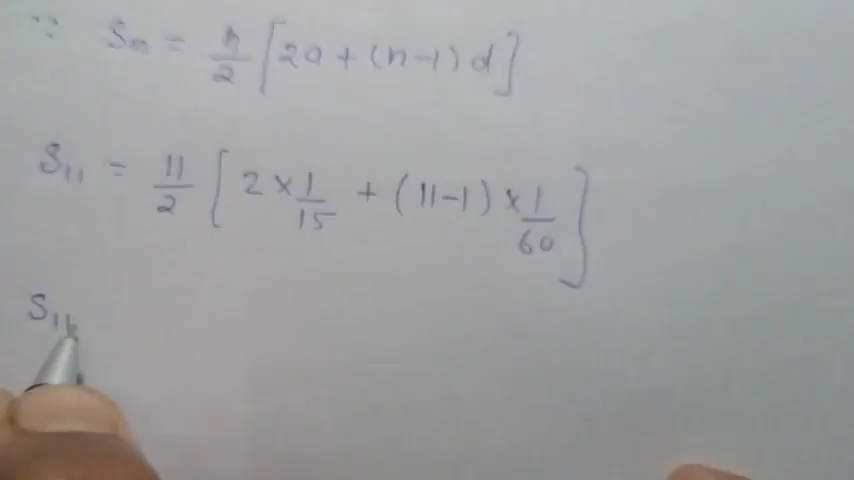 ∵ Sn = n/2 [2a + (n-1) d]
S11 = 11/2 [2 × 1/15 + (11-1) × 1/60]
S11